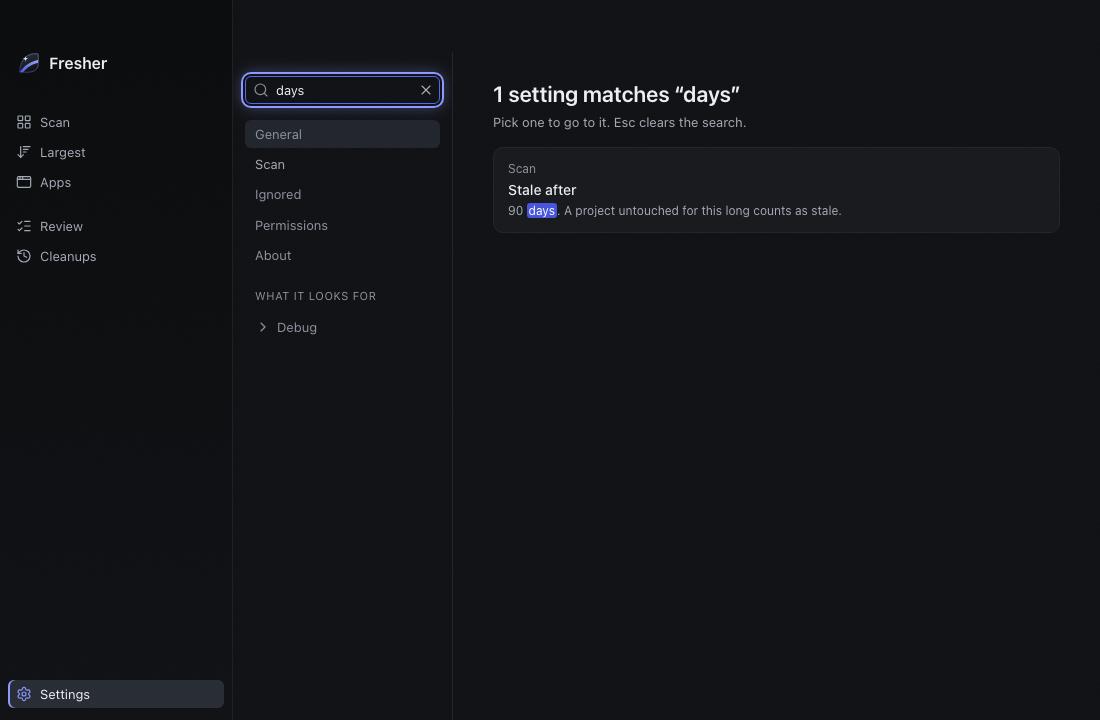 Fresher
Scan
Largest
Apps
Review
Cleanups
Settings
days
General
Scan
Ignored
Permissions
About
WHAT IT LOOKS FOR
Debug
1 setting matches “days”
Pick one to go to it. Esc clears the search.
Scan
Stale after
90 days. A project untouched for this long counts as stale.